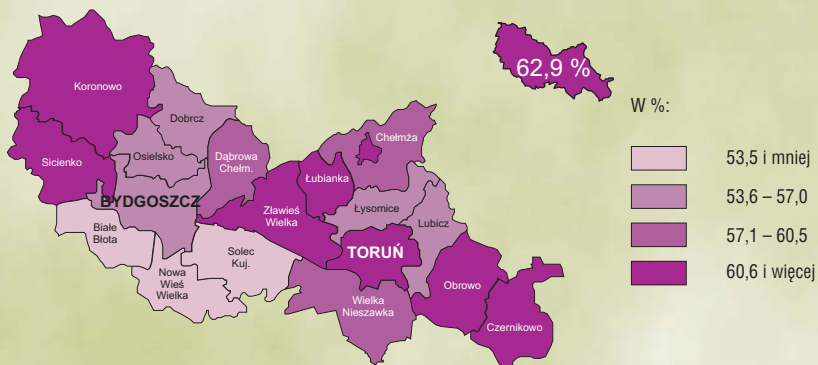 62,9 %
W %:
53,5 i mniej
53,6 – 57,0
57,1 – 60,5
60,6 i więcej
Koronowo
Dobrcz
Sicienko
Osielsko
Dąbrowa
Chełm.
Chełmża
Łubianka
BYDGOSZCZ
Zławieś
Wielka
Łysomice
Lubicz
Białe
Błota
Solec
Kuj.
TORUŃ
Nowa
Wieś
Wielka
Wielka
Nieszawka
Obrowo
Czernikowo